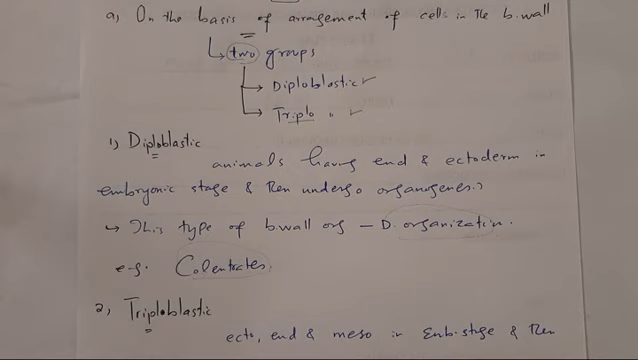 a) On the basis of arrangement of cells in the b.wall
↳ two groups
→ Diploblastic ✓
→ Triplo " ✓
1) Diploblastic
animals having end & ectoderm in
embryonic stage & then undergo organogenesis
↳ This type of b.wall org — D. organization.
e.g. Colentrates
2) Triploblastic
ecto, end & meso in Emb. stage & then